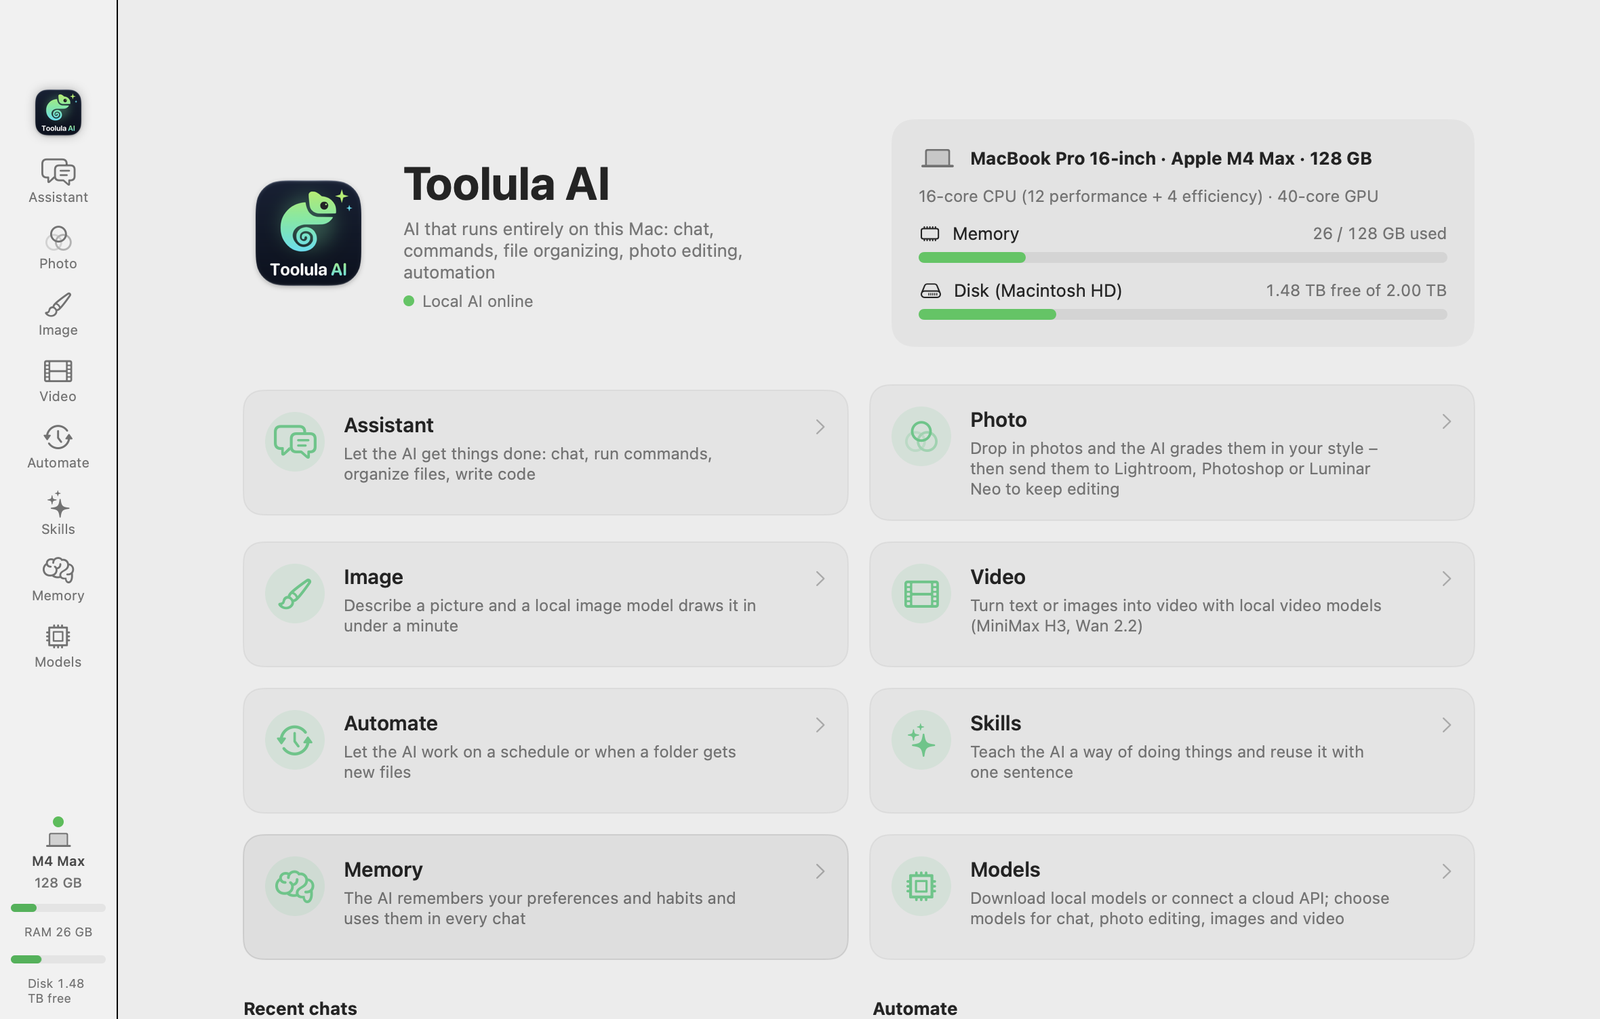 Toolula AI
Assistant
Photo
Image
Video
Automate
Skills
Memory
Models
M4 Max
128 GB
RAM 26 GB
Disk 1.48
TB free
Toolula AI
Toolula AI
AI that runs entirely on this Mac: chat,
commands, file organizing, photo editing,
automation
Local AI online
MacBook Pro 16-inch · Apple M4 Max · 128 GB
16-core CPU (12 performance + 4 efficiency) · 40-core GPU
Memory 26 / 128 GB used
Disk (Macintosh HD) 1.48 TB free of 2.00 TB
Assistant
Let the AI get things done: chat, run commands,
organize files, write code
Photo
Drop in photos and the AI grades them in your style –
then send them to Lightroom, Photoshop or Luminar
Neo to keep editing
Image
Describe a picture and a local image model draws it in
under a minute
Video
Turn text or images into video with local video models
(MiniMax H3, Wan 2.2)
Automate
Let the AI work on a schedule or when a folder gets
new files
Skills
Teach the AI a way of doing things and reuse it with
one sentence
Memory
The AI remembers your preferences and habits and
uses them in every chat
Models
Download local models or connect a cloud API; choose
models for chat, photo editing, images and video
Recent chats
Automate